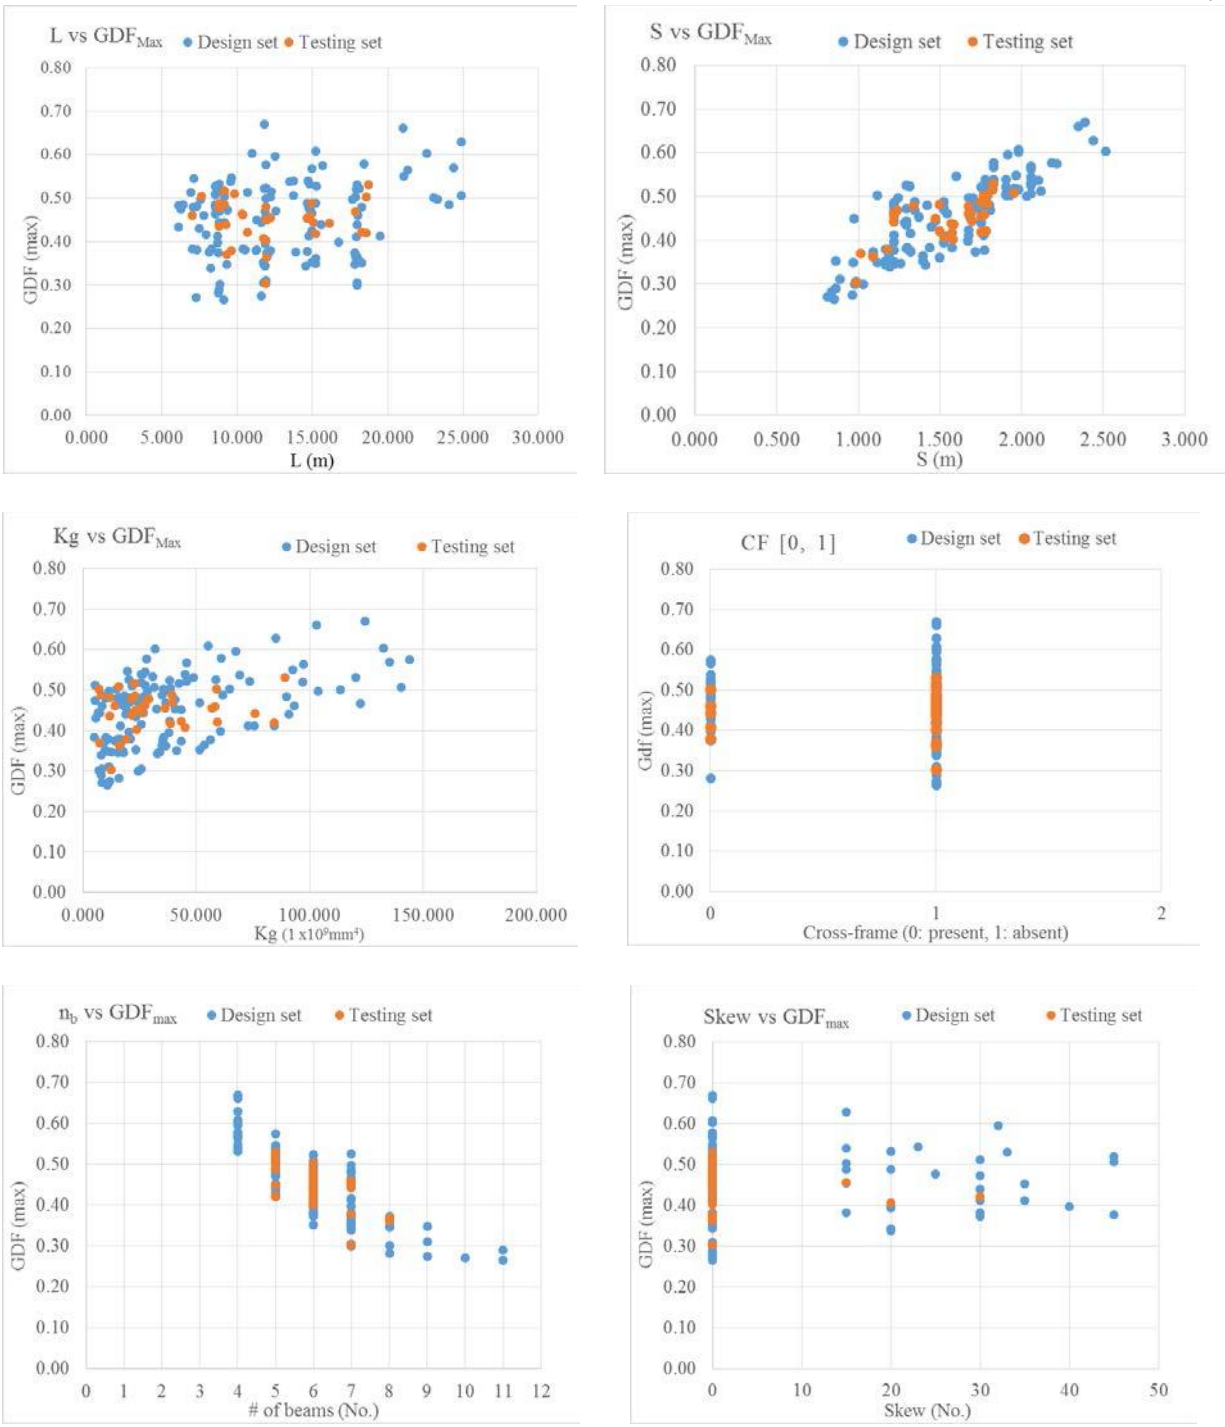 L vs GDFMax
Design set
Testing set
0.80
0.70
0.60
0.50
0.40
0.30
0.20
0.10
0.00
GDF (max)
0.000 5.000 10.000 15.000 20.000 25.000 30.000
L (m)
S vs GDFMax
Design set
Testing set
0.80
0.70
0.60
0.50
0.40
0.30
0.20
0.10
0.00
GDF (max)
0.000 0.500 1.000 1.500 2.000 2.500 3.000
S (m)
Kg vs GDFMax
Design set
Testing set
0.80
0.70
0.60
0.50
0.40
0.30
0.20
0.10
0.00
GDF (max)
0.000 50.000 100.000 150.000 200.000
Kg (1 x10⁹mm⁴)
CF [0, 1]
Design set
Testing set
0.80
0.70
0.60
0.50
0.40
0.30
0.20
0.10
0.00
Gdf (max)
0 1 2
Cross-frame (0: present, 1: absent)
nb vs GDFmax
Design set
Testing set
0.80
0.70
0.60
0.50
0.40
0.30
0.20
0.10
0.00
GDF (max)
0 1 2 3 4 5 6 7 8 9 10 11 12
# of beams (No.)
Skew vs GDFmax
Design set
Testing set
0.80
0.70
0.60
0.50
0.40
0.30
0.20
0.10
0.00
GDF (max)
0 10 20 30 40 50
Skew (No.)